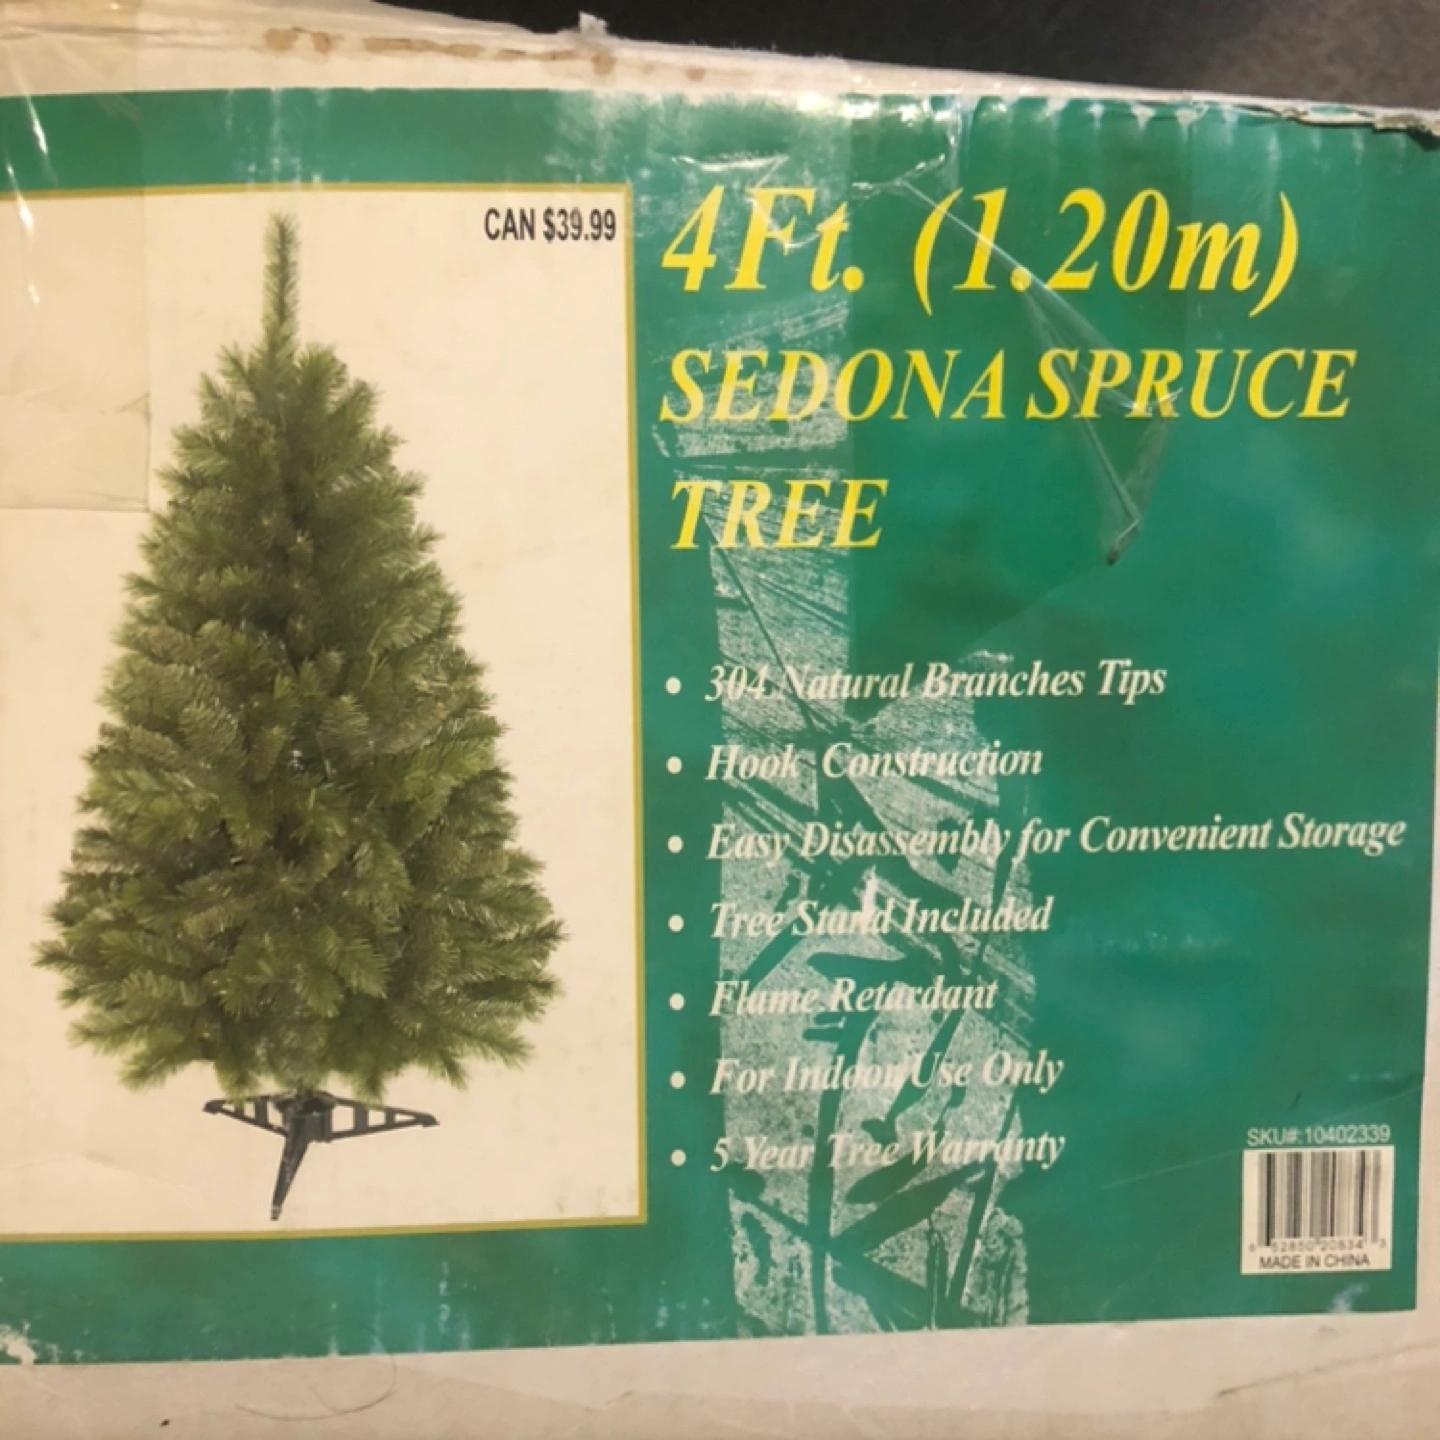 CAN $39.99
4Ft. (1.20m)
SEDONA SPRUCE
TREE
• 304 Natural Branches Tips
• Hook Construction
• Easy Disassembly for Convenient Storage
• Tree Stand Included
• Flame Retardant
• For Indoor Use Only
• 5 Year Tree Warranty
SKU#:10402339
MADE IN CHINA